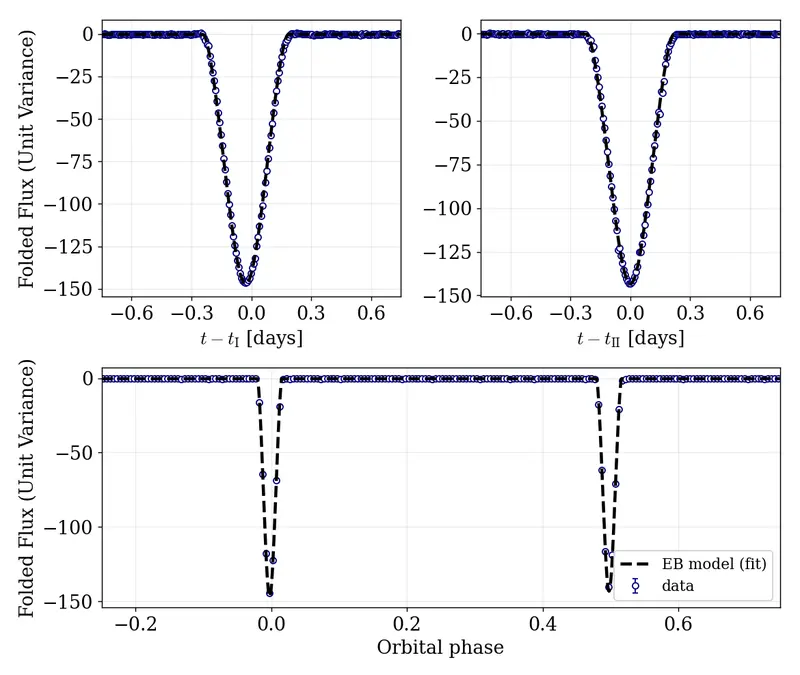 Folded Flux (Unit Variance)
0
−25
−50
−75
−100
−125
−150
−0.6 −0.3 0.0 0.3 0.6
t − tI [days]
0
−25
−50
−75
−100
−125
−150
−0.6 −0.3 0.0 0.3 0.6
t − tII [days]
Folded Flux (Unit Variance)
0
−50
−100
−150
EB model (fit)
data
−0.2 0.0 0.2 0.4 0.6
Orbital phase